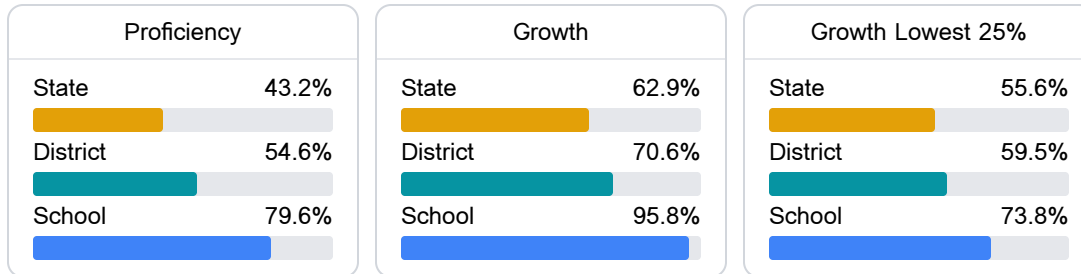 Proficiency
State 43.2%
District 54.6%
School 79.6%
Growth
State 62.9%
District 70.6%
School 95.8%
Growth Lowest 25%
State 55.6%
District 59.5%
School 73.8%